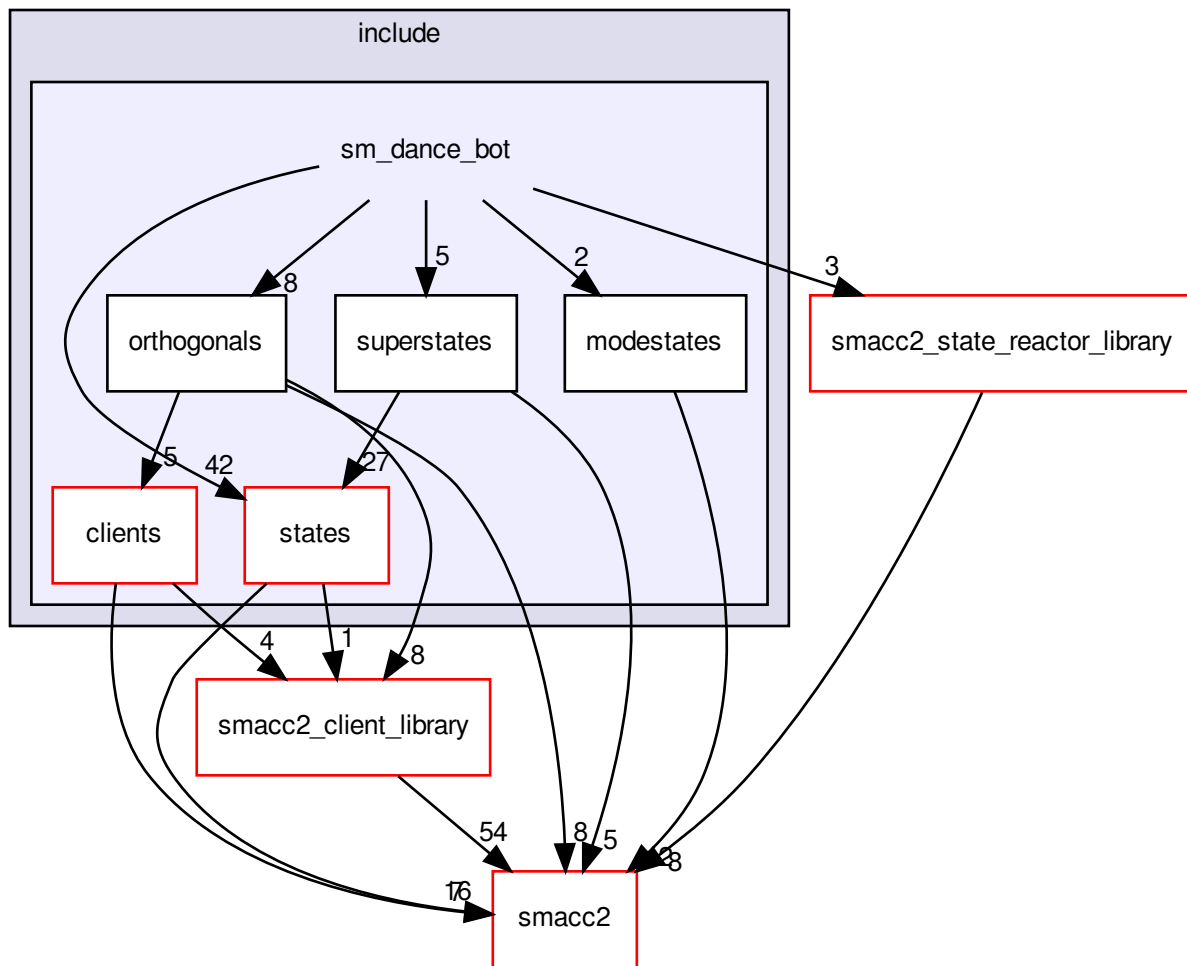 include
sm_dance_bot
8
5
2
3
orthogonals
superstates
modestates
smacc2_state_reactor_library
5
42
27
clients
states
4
1
8
smacc2_client_library
54
8
5
8
smacc2